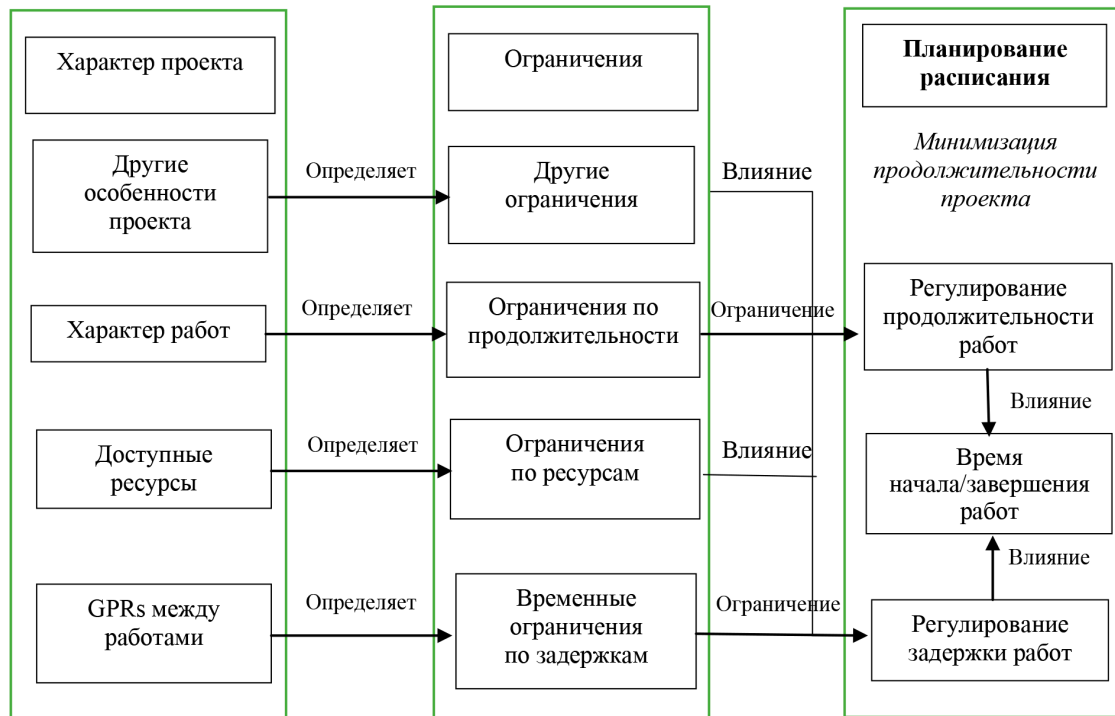 Характер проекта
Ограничения
Планирование
расписания
Минимизация
продолжительности
проекта
Другие
особенности
проекта
Определяет
Другие
ограничения
Влияние
Характер работ
Определяет
Ограничения по
продолжительности
Ограничение
Регулирование
продолжительности
работ
Влияние
Доступные
ресурсы
Определяет
Ограничения
по ресурсам
Влияние
Время
начала/завершения
работ
Влияние
GPRs между
работами
Определяет
Временные
ограничения
по задержкам
Ограничение
Регулирование
задержки работ